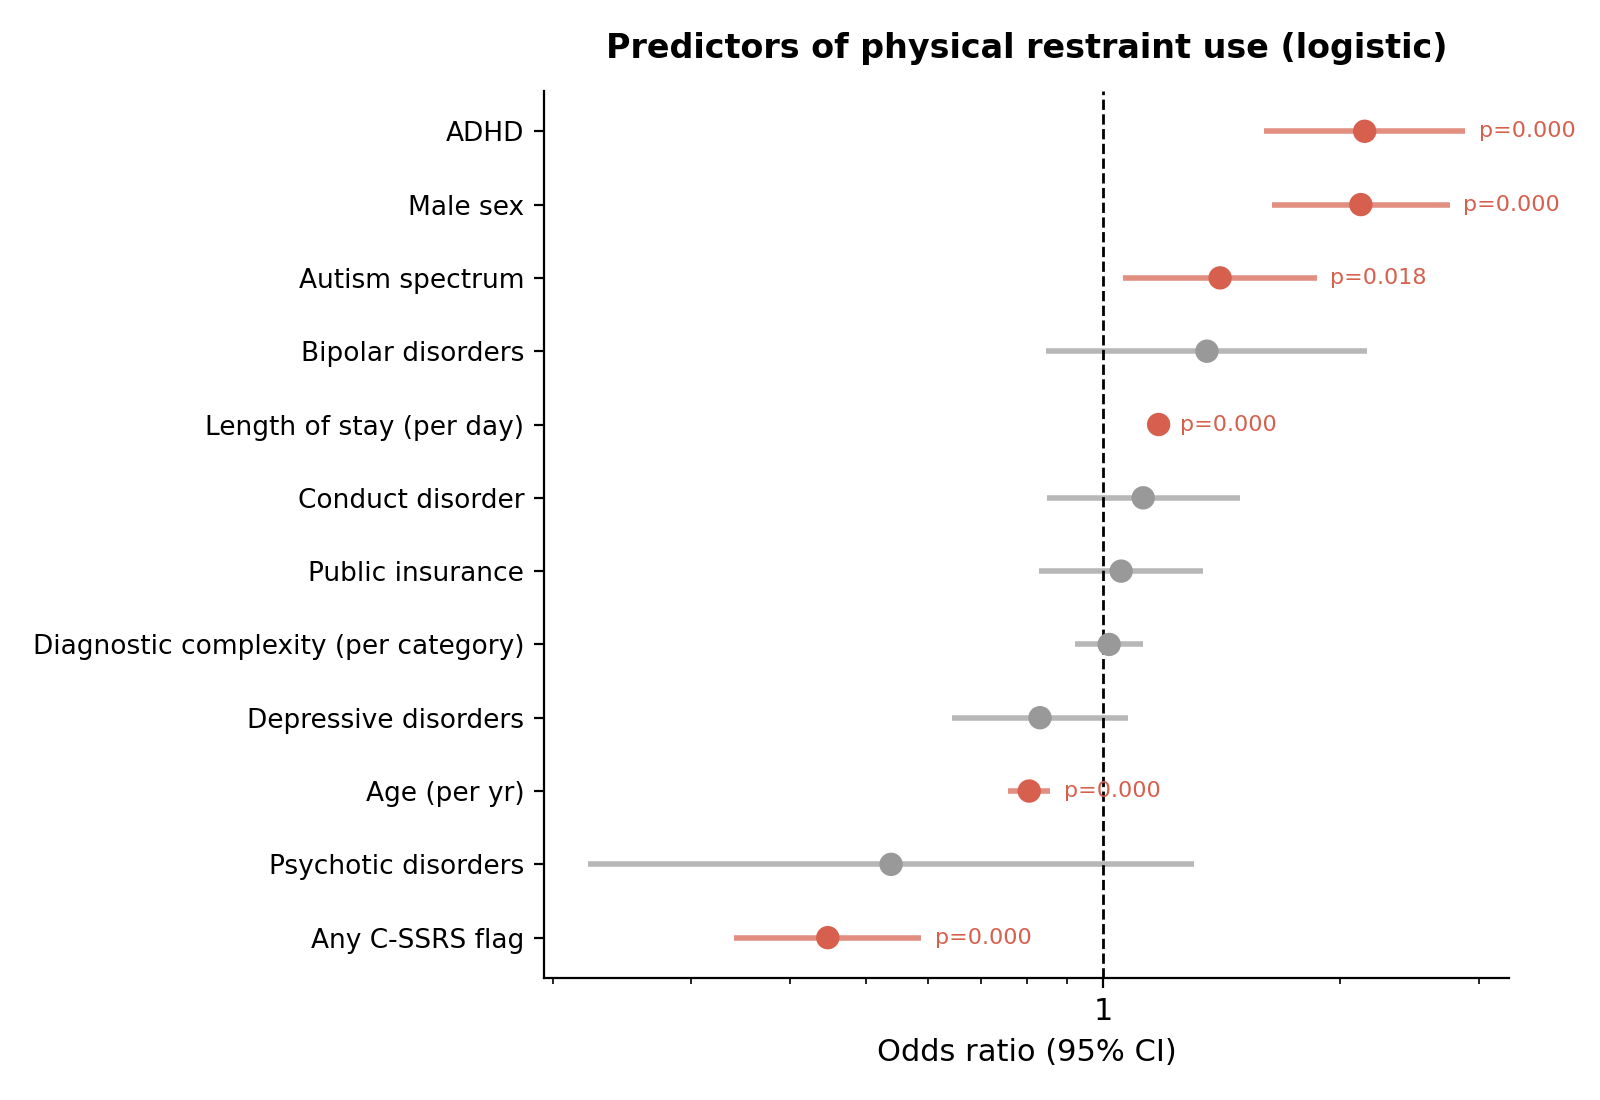 Predictors of physical restraint use (logistic)
ADHD
p=0.000
Male sex
p=0.000
Autism spectrum
p=0.018
Bipolar disorders
Length of stay (per day)
p=0.000
Conduct disorder
Public insurance
Diagnostic complexity (per category)
Depressive disorders
Age (per yr)
p=0.000
Psychotic disorders
Any C-SSRS flag
p=0.000
1
Odds ratio (95% CI)